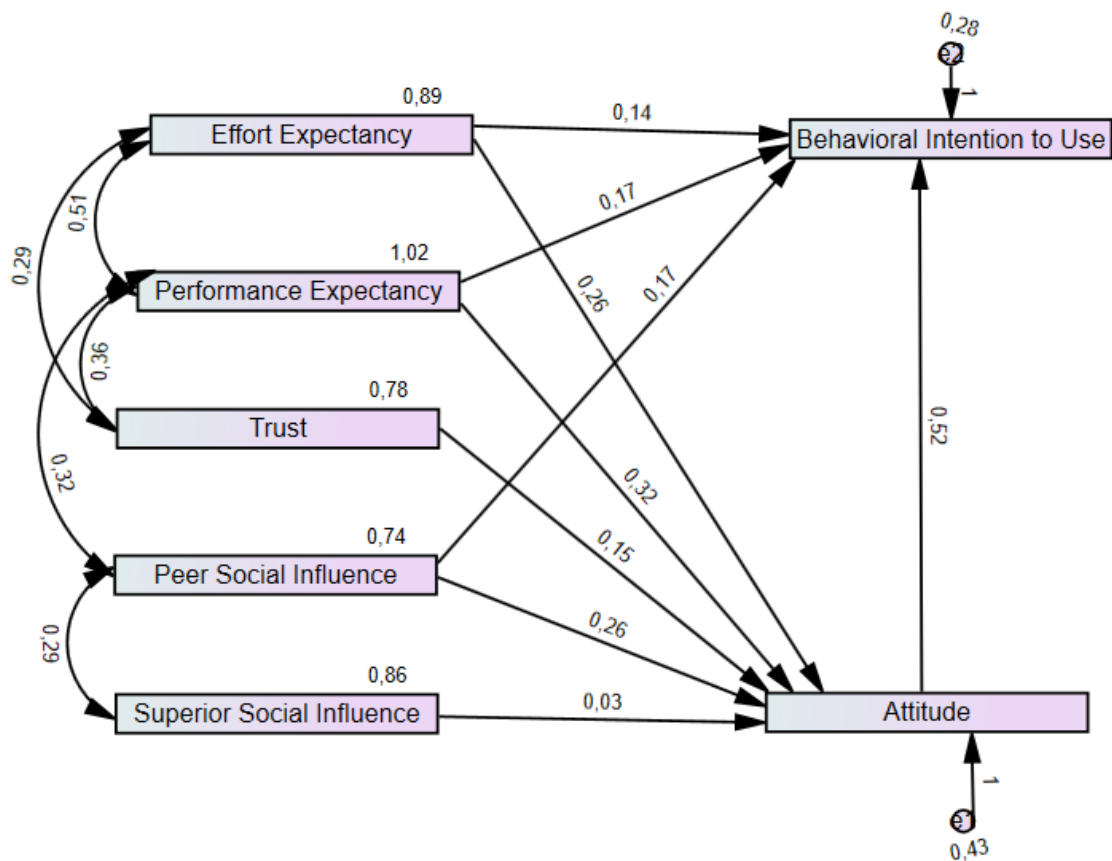 0,28
e2
1
0,89
Effort Expectancy
0,14
Behavioral Intention to Use
0,51
0,17
0,29
1,02
Performance Expectancy
0,26
0,17
0,36
0,78
Trust
0,52
0,32
0,32
0,15
0,74
Peer Social Influence
0,26
0,29
0,86
Superior Social Influence
0,03
Attitude
1
e1
0,43